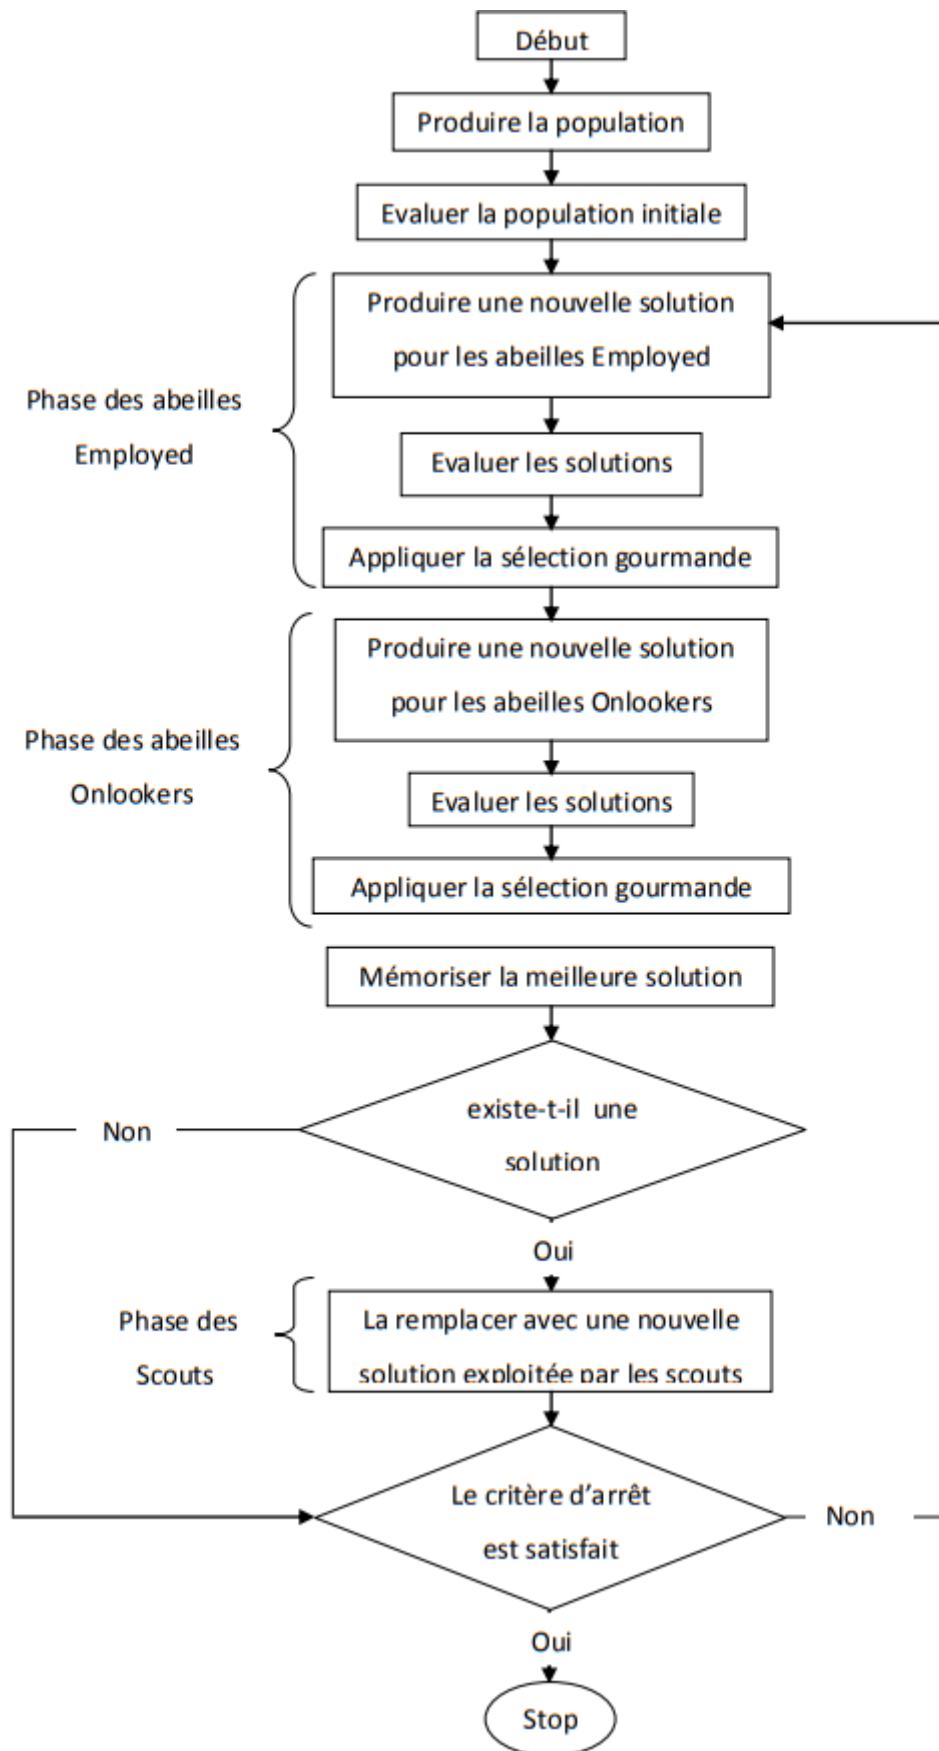 Début
Produire la population
Evaluer la population initiale
Produire une nouvelle solution
pour les abeilles Employed
Phase des abeilles
Employed
Evaluer les solutions
Appliquer la sélection gourmande
Produire une nouvelle solution
pour les abeilles Onlookers
Phase des abeilles
Onlookers
Evaluer les solutions
Appliquer la sélection gourmande
Mémoriser la meilleure solution
existe-t-il une
solution
Non
Oui
Phase des
Scouts
La remplacer avec une nouvelle
solution exploitée par les scouts
Le critère d’arrêt
est satisfait
Non
Oui
Stop